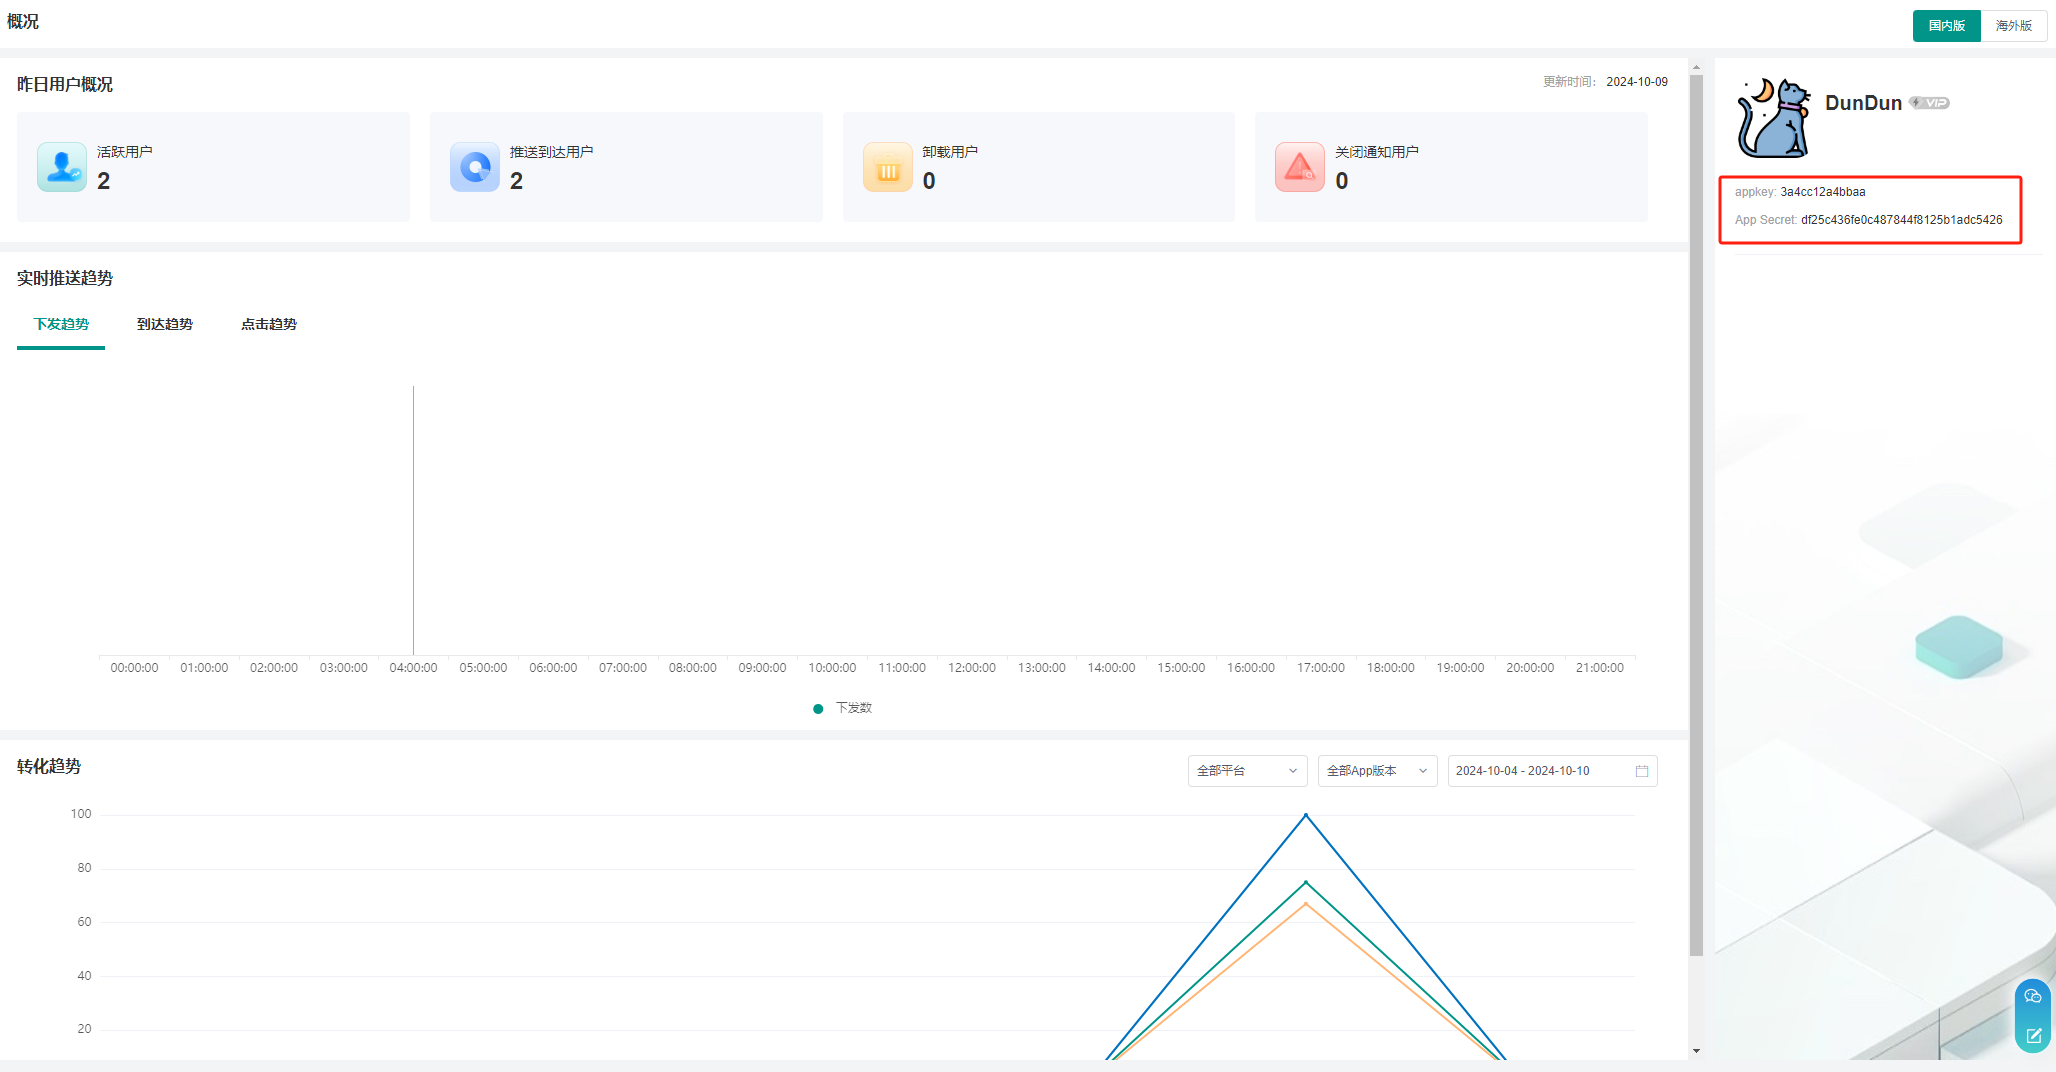 概况
国内版
海外版
昨日用户概况
更新时间: 2024-10-09
活跃用户
2
推送到达用户
2
卸载用户
0
关闭通知用户
0
DunDun
VIP
appkey: 3a4cc12a4bbaa
App Secret: df25c436fe0c487844f8125b1adc5426
实时推送趋势
下发趋势 到达趋势 点击趋势
00:00:00 01:00:00 02:00:00 03:00:00 04:00:00 05:00:00 06:00:00 07:00:00 08:00:00 09:00:00 10:00:00 11:00:00 12:00:00 13:00:00 14:00:00 15:00:00 16:00:00 17:00:00 18:00:00 19:00:00 20:00:00 21:00:00
下发数
转化趋势
全部平台
全部App版本
2024-10-04 - 2024-10-10
100
80
60
40
20